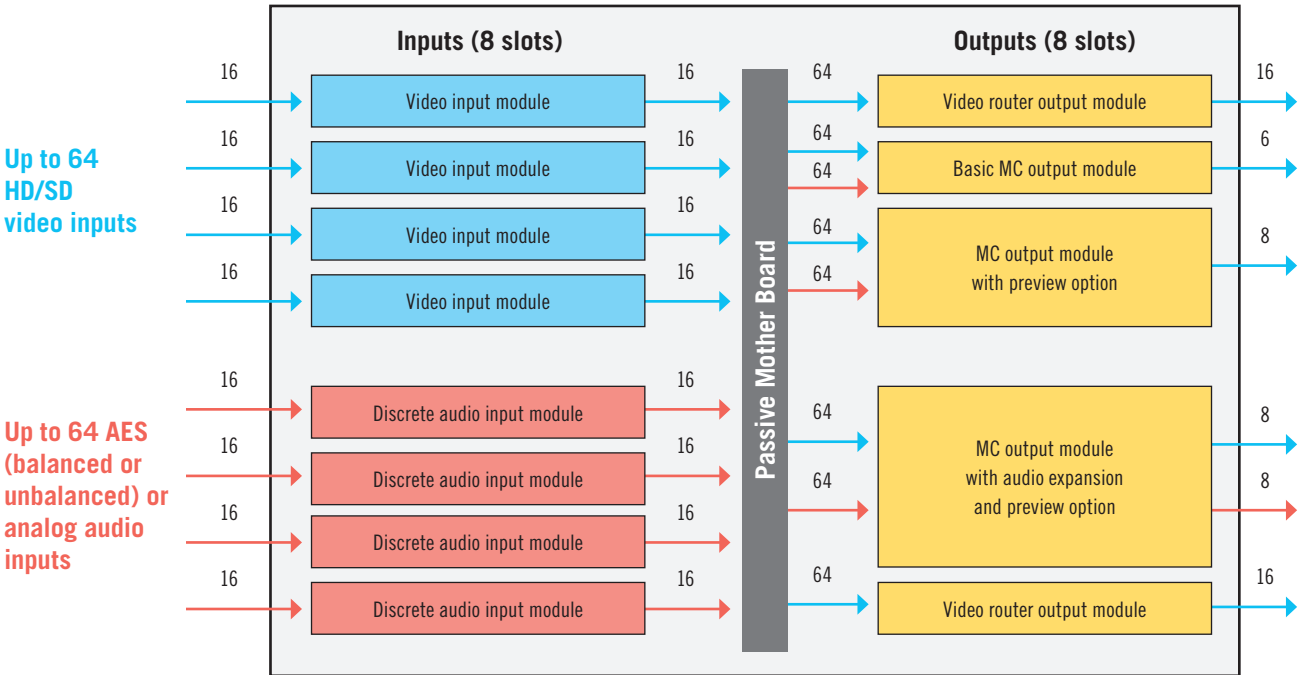 Inputs (8 slots)
Outputs (8 slots)
Up to 64
HD/SD
video inputs
16
Video input module
16
16
Video input module
16
16
Video input module
16
16
Video input module
16
Up to 64 AES
(balanced or
unbalanced) or
analog audio
inputs
16
Discrete audio input module
16
16
Discrete audio input module
16
16
Discrete audio input module
16
16
Discrete audio input module
16
Passive Mother Board
64
Video router output module
16
64
64
Basic MC output module
6
64
64
MC output module
with preview option
8
64
64
MC output module
with audio expansion
and preview option
8
8
64
Video router output module
16